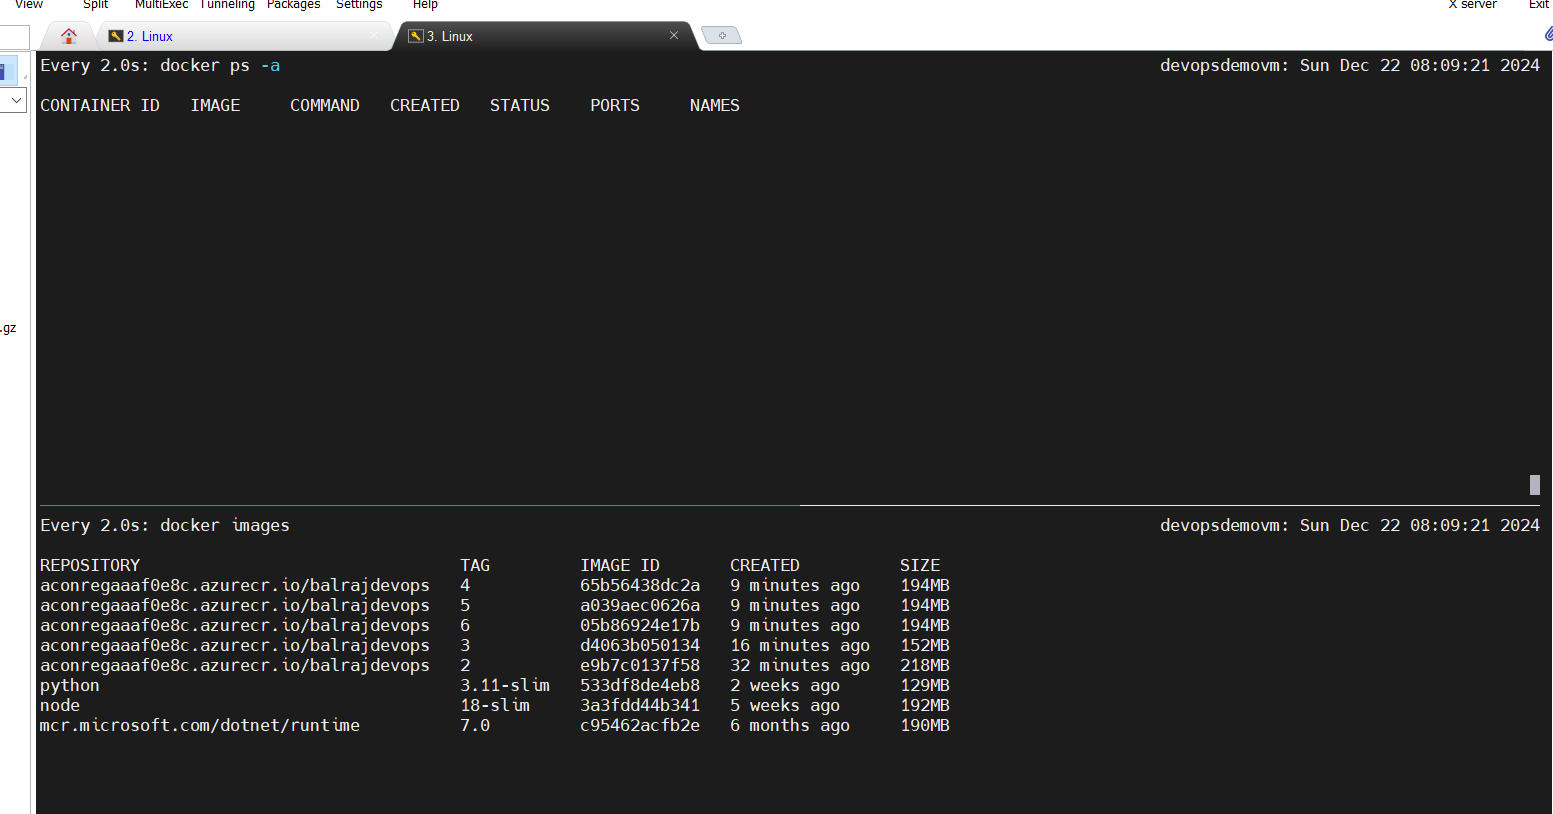 View Split MultiExec Tunneling Packages Settings Help X server Exit
2. Linux 3. Linux
Every 2.0s: docker ps -a devopsdemovm: Sun Dec 22 08:09:21 2024
CONTAINER ID IMAGE COMMAND CREATED STATUS PORTS NAMES
.gz
Every 2.0s: docker images devopsdemovm: Sun Dec 22 08:09:21 2024
REPOSITORY TAG IMAGE ID CREATED SIZE
aconregaaaf0e8c.azurecr.io/balrajdevops 4 65b56438dc2a 9 minutes ago 194MB
aconregaaaf0e8c.azurecr.io/balrajdevops 5 a039aec0626a 9 minutes ago 194MB
aconregaaaf0e8c.azurecr.io/balrajdevops 6 05b86924e17b 9 minutes ago 194MB
aconregaaaf0e8c.azurecr.io/balrajdevops 3 d4063b050134 16 minutes ago 152MB
aconregaaaf0e8c.azurecr.io/balrajdevops 2 e9b7c0137f58 32 minutes ago 218MB
python 3.11-slim 533df8de4eb8 2 weeks ago 129MB
node 18-slim 3a3fdd44b341 5 weeks ago 192MB
mcr.microsoft.com/dotnet/runtime 7.0 c95462acfb2e 6 months ago 190MB